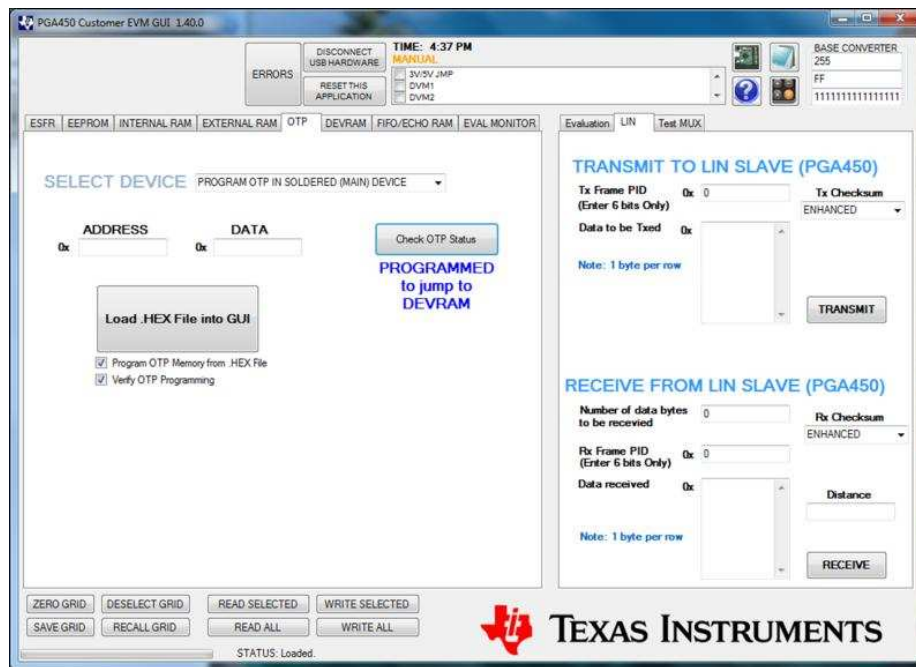 PGA450 Customer EVM GUI 1.40.0
ERRORS
DISCONNECT
USB HARDWARE
RESET THIS
APPLICATION
TIME: 4:37 PM
MANUAL
3V/5V JMP
DVM1
DVM2
BASE CONVERTER
255
FF
1111111111111111
ESFR EEPROM INTERNAL RAM EXTERNAL RAM OTP DEVRAM FIFO/ECHO RAM EVAL MONITOR
SELECT DEVICE PROGRAM OTP IN SOLDERED (MAIN) DEVICE
ADDRESS DATA
0x 0x
Check OTP Status
PROGRAMMED
to jump to
DEVRAM
Load .HEX File into GUI
Program OTP Memory from .HEX File
Verify OTP Programming
Evaluation LIN Test MUX
TRANSMIT TO LIN SLAVE (PGA450)
Tx Frame PID 0x 0 Tx Checksum
(Enter 6 bits Only) ENHANCED
Data to be Txed 0x
Note: 1 byte per row
TRANSMIT
RECEIVE FROM LIN SLAVE (PGA450)
Number of data bytes 0 Rx Checksum
to be recevied ENHANCED
Rx Frame PID 0x 0
(Enter 6 bits Only)
Data received 0x Distance
Note: 1 byte per row
RECEIVE
ZERO GRID DESELECT GRID READ SELECTED WRITE SELECTED
SAVE GRID RECALL GRID READ ALL WRITE ALL
STATUS: Loaded.
TEXAS INSTRUMENTS